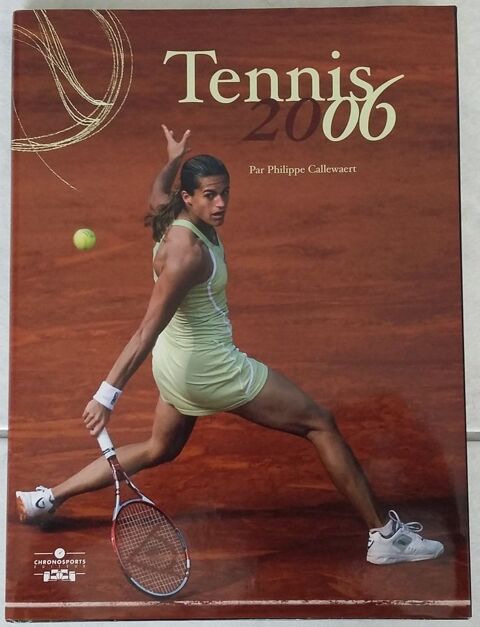 Tennis
2006
Par Philippe Callewaert
CHRONOSPORTS